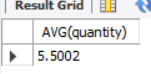 Result Grid
AVG(quantity)
5.5002